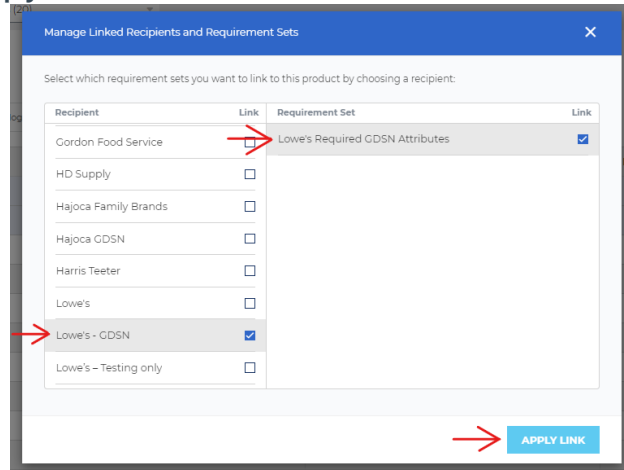 (20)
Manage Linked Recipients and Requirement Sets
Select which requirement sets you want to link to this product by choosing a recipient:
Recipient Link Requirement Set Link
Gordon Food Service Lowe's Required GDSN Attributes
HD Supply
Hajoca Family Brands
Hajoca GDSN
Harris Teeter
Lowe's
Lowe's - GDSN
Lowe's – Testing only
APPLY LINK